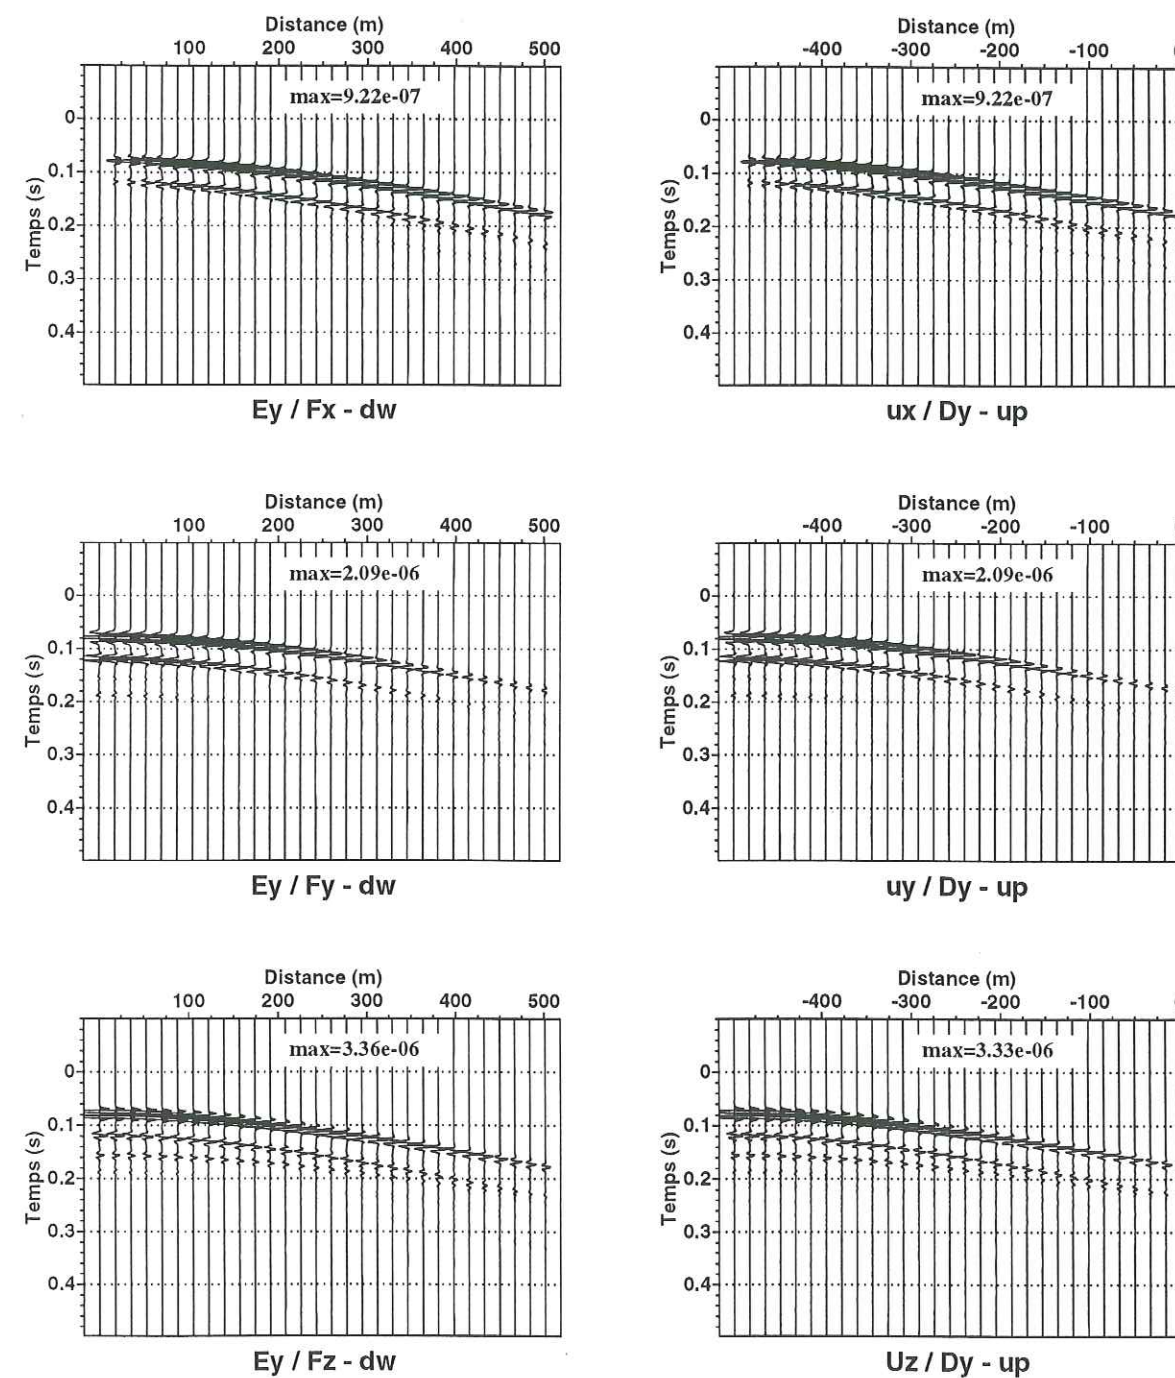 Distance (m)
100 200 300 400 500
max=9.22e-07
0
0.1
0.2
0.3
0.4
Temps (s)
Ey / Fx - dw
Distance (m)
-400 -300 -200 -100
max=9.22e-07
0
0.1
0.2
0.3
0.4
Temps (s)
ux / Dy - up
Distance (m)
100 200 300 400 500
max=2.09e-06
0
0.1
0.2
0.3
0.4
Temps (s)
Ey / Fy - dw
Distance (m)
-400 -300 -200 -100
max=2.09e-06
0
0.1
0.2
0.3
0.4
Temps (s)
uy / Dy - up
Distance (m)
100 200 300 400 500
max=3.36e-06
0
0.1
0.2
0.3
0.4
Temps (s)
Ey / Fz - dw
Distance (m)
-400 -300 -200 -100
max=3.33e-06
0
0.1
0.2
0.3
0.4
Temps (s)
Uz / Dy - up